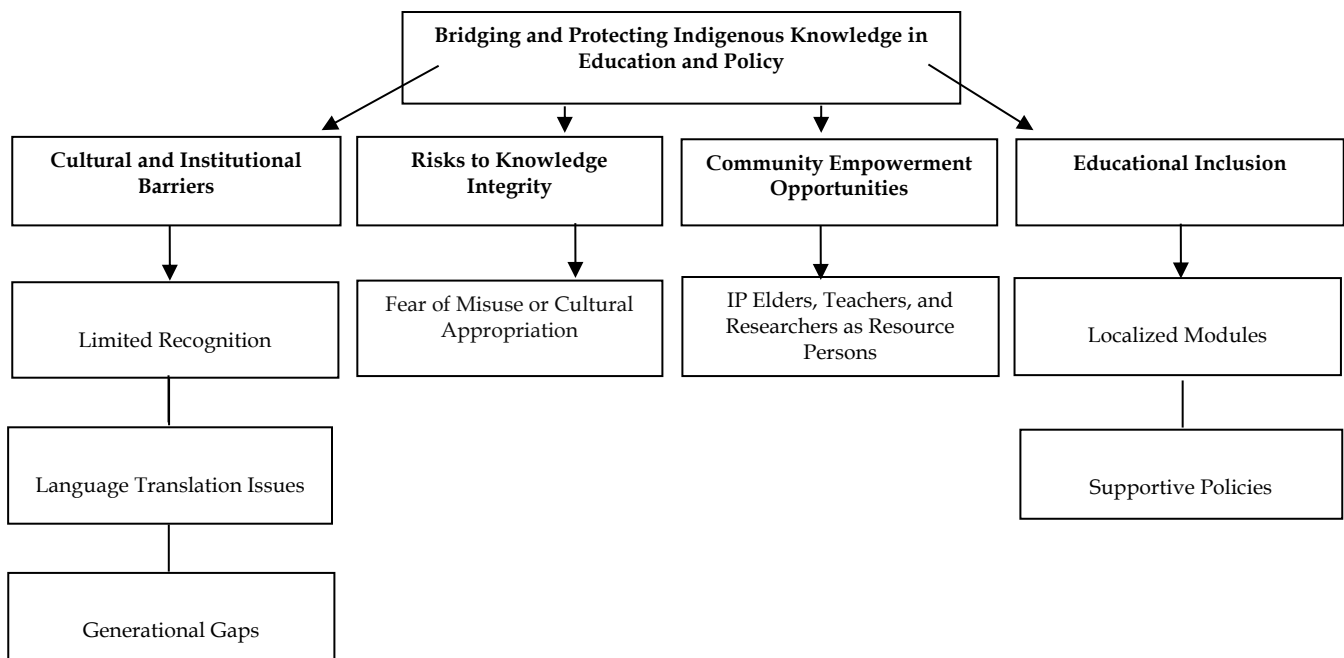 Bridging and Protecting Indigenous Knowledge in
Education and Policy
Cultural and Institutional
Barriers
Risks to Knowledge
Integrity
Community Empowerment
Opportunities
Educational Inclusion
Limited Recognition
Fear of Misuse or Cultural
Appropriation
IP Elders, Teachers, and
Researchers as Resource
Persons
Localized Modules
Language Translation Issues
Supportive Policies
Generational Gaps